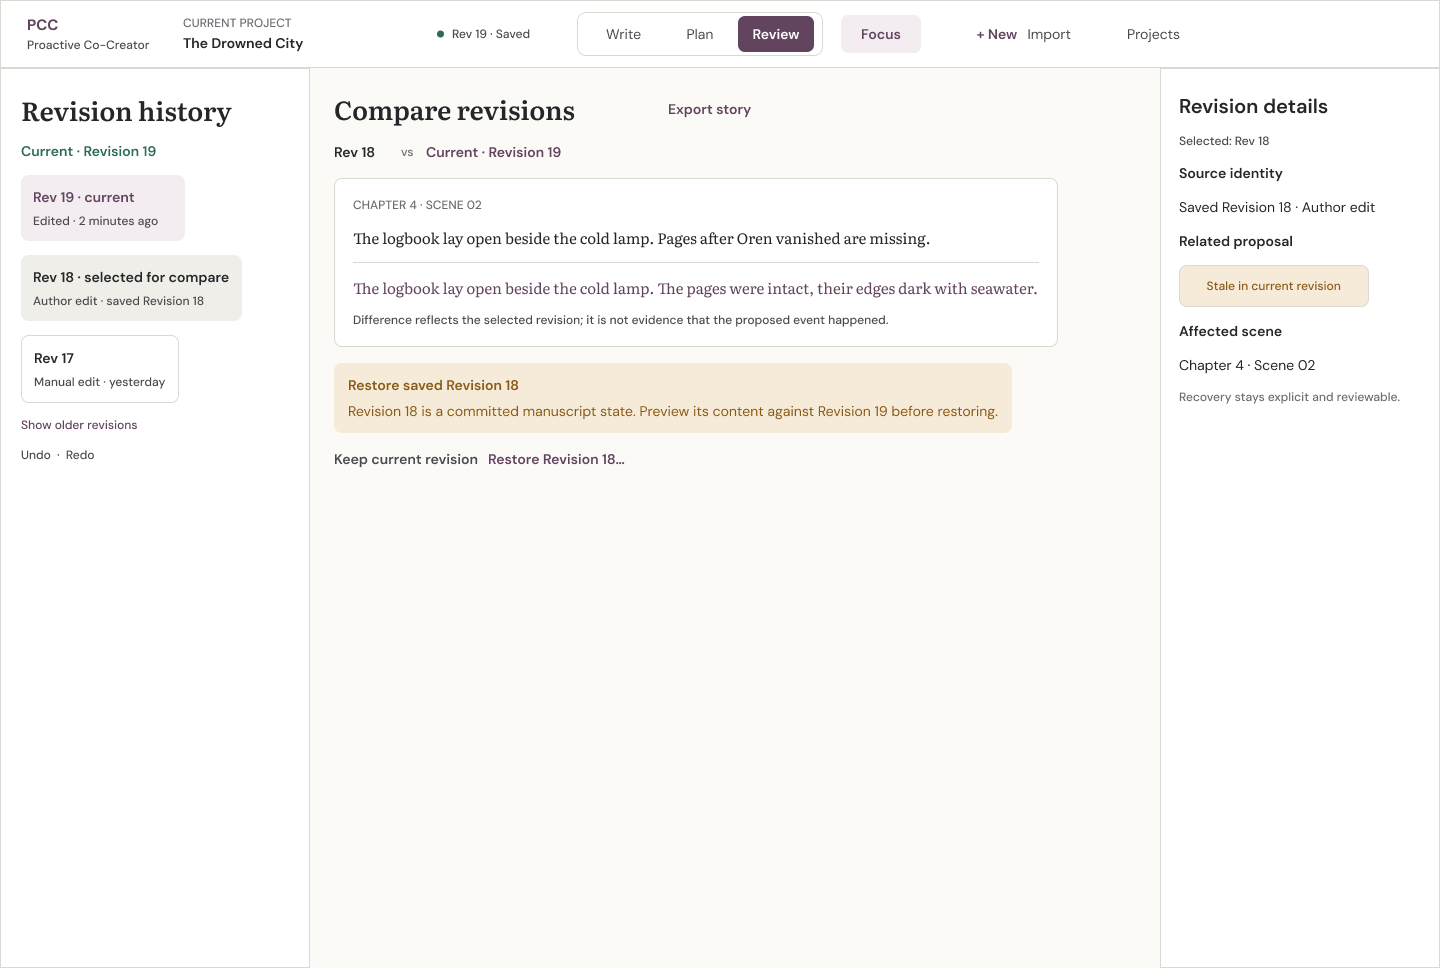 PCC
Proactive Co-Creator
CURRENT PROJECT
The Drowned City
Rev 19 · Saved
Write
Plan
Review
Focus
+ New
Import
Projects
Revision history
Current · Revision 19
Rev 19 · current
Edited · 2 minutes ago
Rev 18 · selected for compare
Author edit · saved Revision 18
Rev 17
Manual edit · yesterday
Show older revisions
Undo · Redo
Compare revisions
Export story
Rev 18 vs Current · Revision 19
CHAPTER 4 · SCENE 02
The logbook lay open beside the cold lamp. Pages after Oren vanished are missing.
The logbook lay open beside the cold lamp. The pages were intact, their edges dark with seawater.
Difference reflects the selected revision; it is not evidence that the proposed event happened.
Restore saved Revision 18
Revision 18 is a committed manuscript state. Preview its content against Revision 19 before restoring.
Keep current revision
Restore Revision 18...
Revision details
Selected: Rev 18
Source identity
Saved Revision 18 · Author edit
Related proposal
Stale in current revision
Affected scene
Chapter 4 · Scene 02
Recovery stays explicit and reviewable.